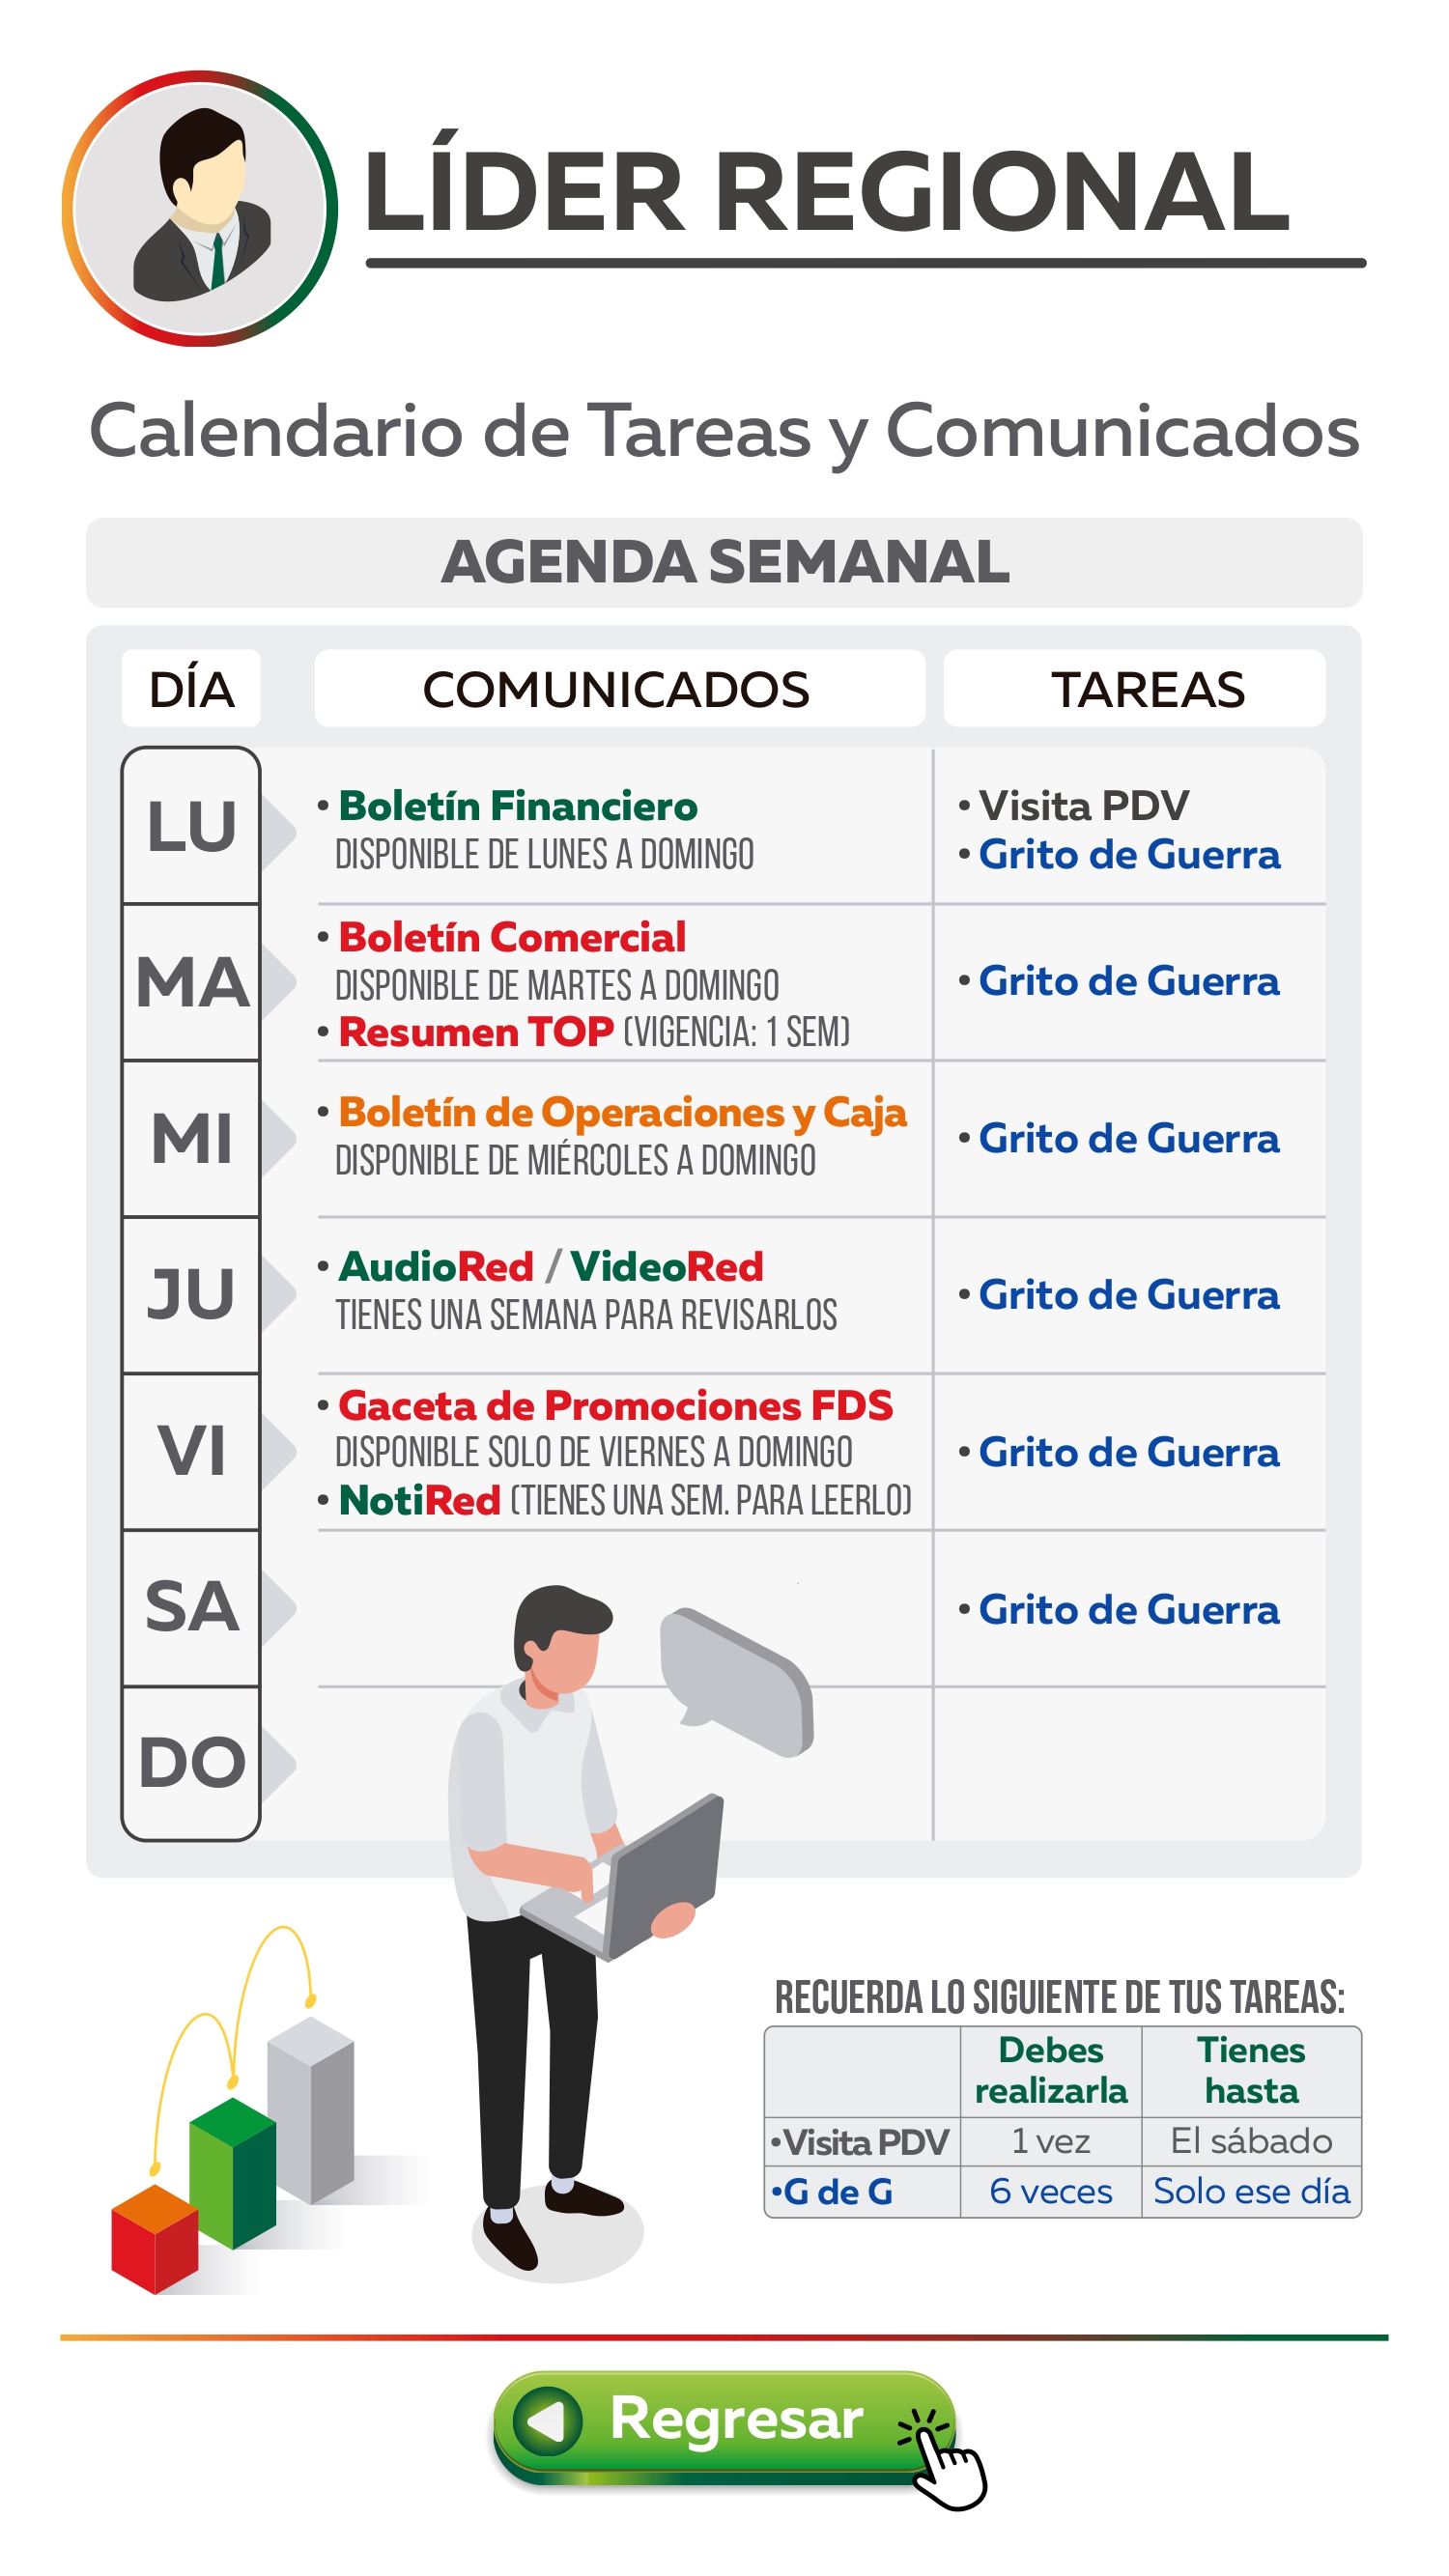 LÍDER REGIONAL
Calendario de Tareas y Comunicados
AGENDA SEMANAL
DÍA COMUNICADOS TAREAS
LU
• Boletín Financiero
DISPONIBLE DE LUNES A DOMINGO
• Visita PDV
• Grito de Guerra
MA
• Boletín Comercial
DISPONIBLE DE MARTES A DOMINGO
• Resumen TOP (VIGENCIA: 1 SEM)
• Grito de Guerra
MI
• Boletín de Operaciones y Caja
DISPONIBLE DE MIÉRCOLES A DOMINGO
• Grito de Guerra
JU
• AudioRed / VideoRed
TIENES UNA SEMANA PARA REVISARLOS
• Grito de Guerra
VI
• Gaceta de Promociones FDS
DISPONIBLE SOLO DE VIERNES A DOMINGO
• NotiRed (TIENES UNA SEM. PARA LEERLO)
• Grito de Guerra
SA
• Grito de Guerra
DO
RECUERDA LO SIGUIENTE DE TUS TAREAS:
Debes realizarla
Tienes hasta
•Visita PDV 1 vez El sábado
•G de G 6 veces Solo ese día
Regresar